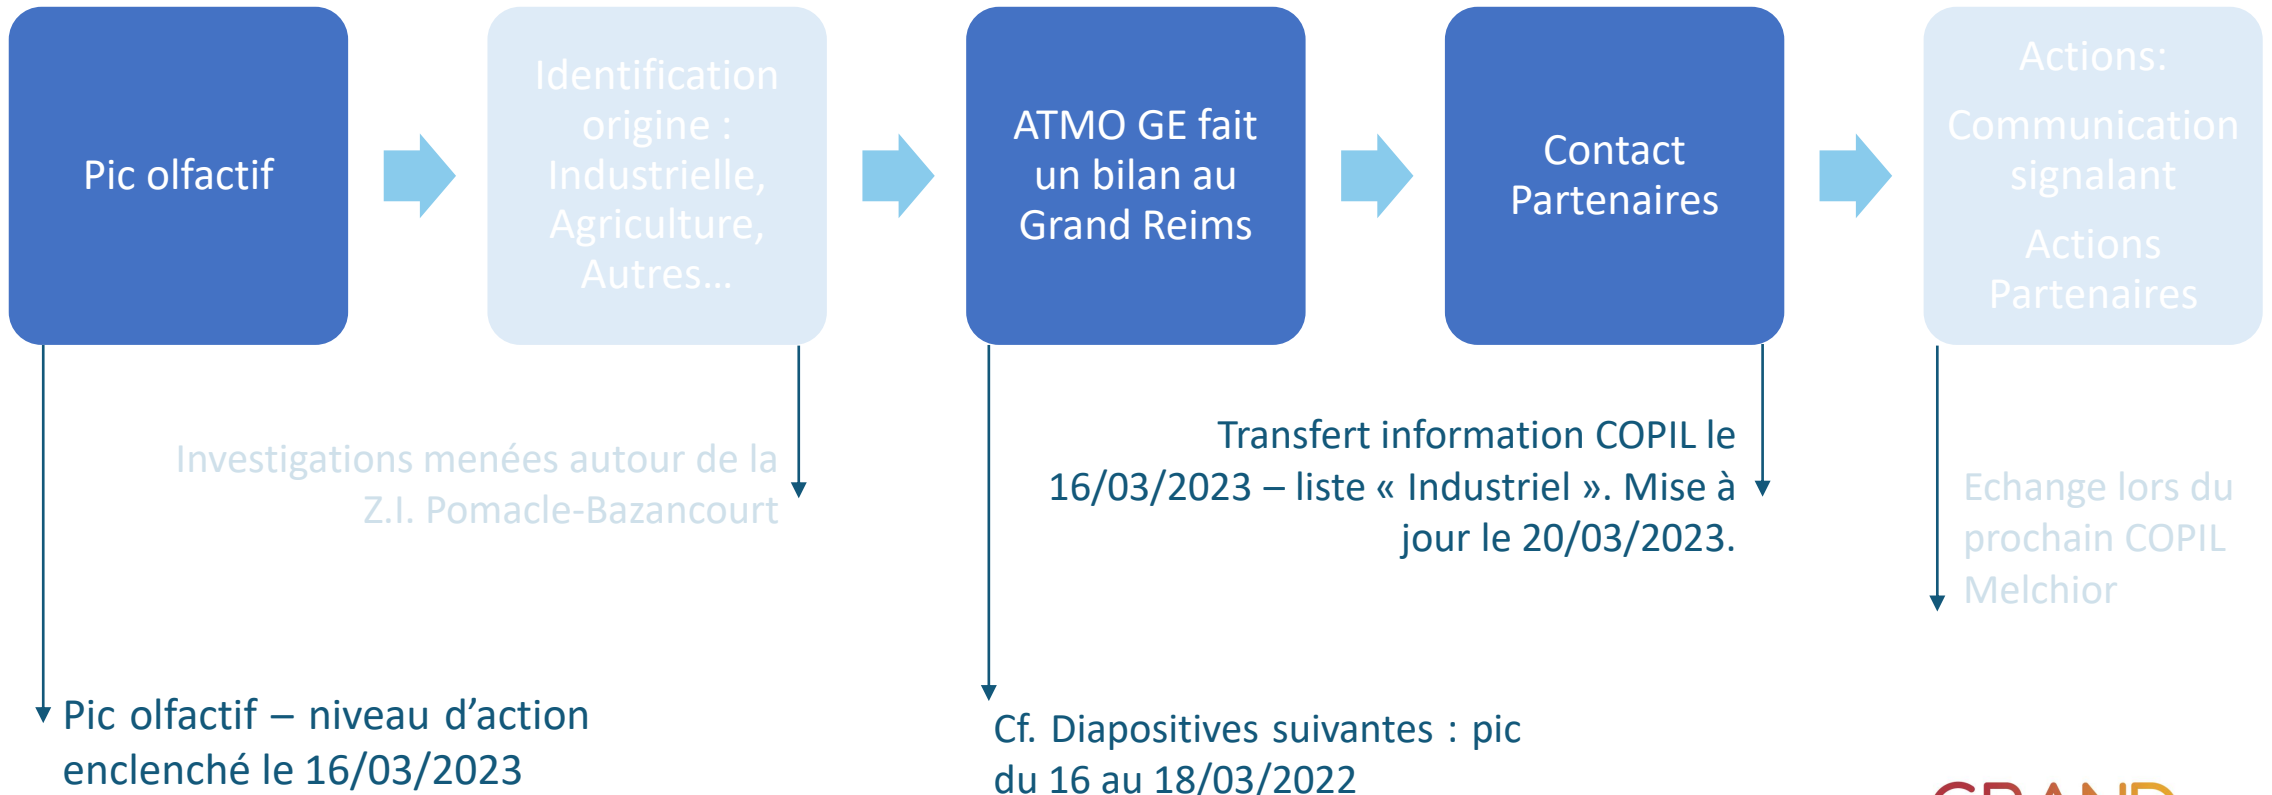 Pic olfactif
Identification
origine :
Industrielle,
Agriculture,
Autres…
ATMO GE fait
un bilan au
Grand Reims
Contact
Partenaires
Actions:
Communication
signalant
Actions
Partenaires
Investigations menées autour de la
Z.I. Pomacle-Bazancourt
Transfert information COPIL le
16/03/2023 – liste « Industriel ». Mise à
jour le 20/03/2023.
Echange lors du
prochain COPIL
Melchior
Pic olfactif – niveau d’action
enclenché le 16/03/2023
Cf. Diapositives suivantes : pic
du 16 au 18/03/2022
GRAND